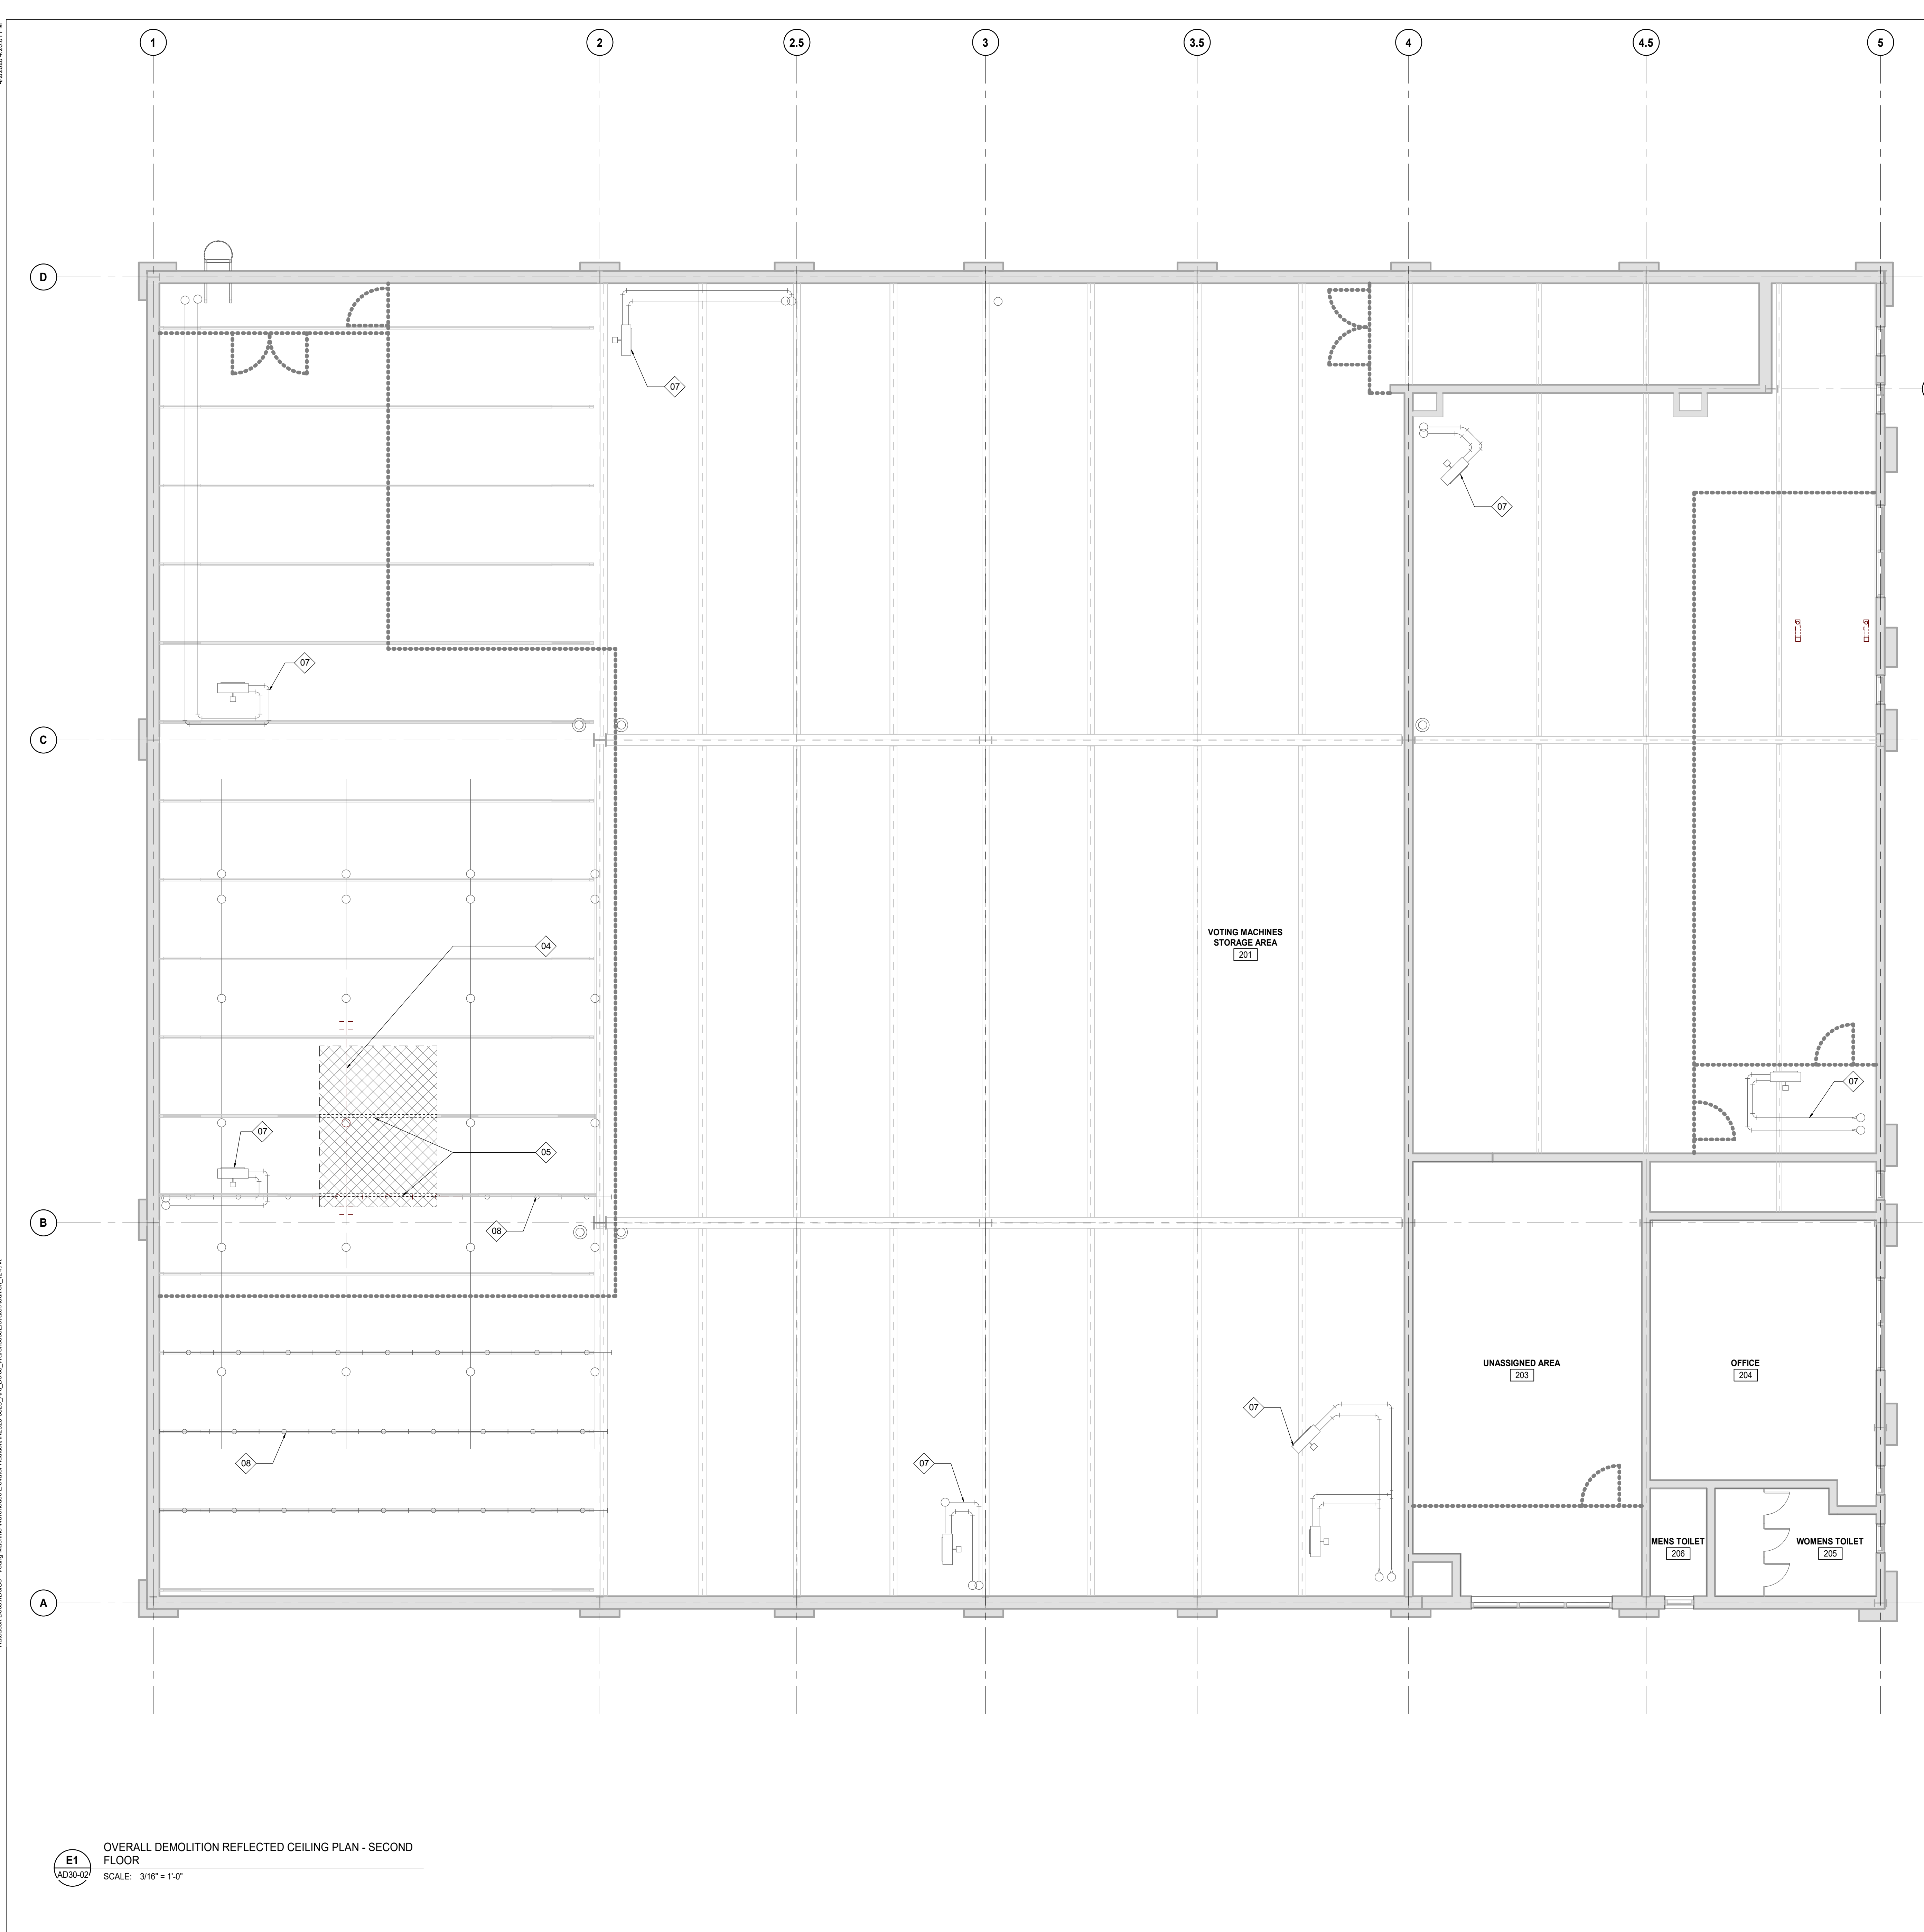 1
2
2.5
3
3.5
4
4.5
5
D
07
07
07
C
VOTING MACHINES
STORAGE AREA
201
04
07
07
05
08
B
UNASSIGNED AREA
203
OFFICE
204
07
08
07
MENS TOILET
206
WOMENS TOILET
205
A
E1
AD30-02
OVERALL DEMOLITION REFLECTED CEILING PLAN - SECOND
FLOOR
SCALE: 3/16" = 1'-0"